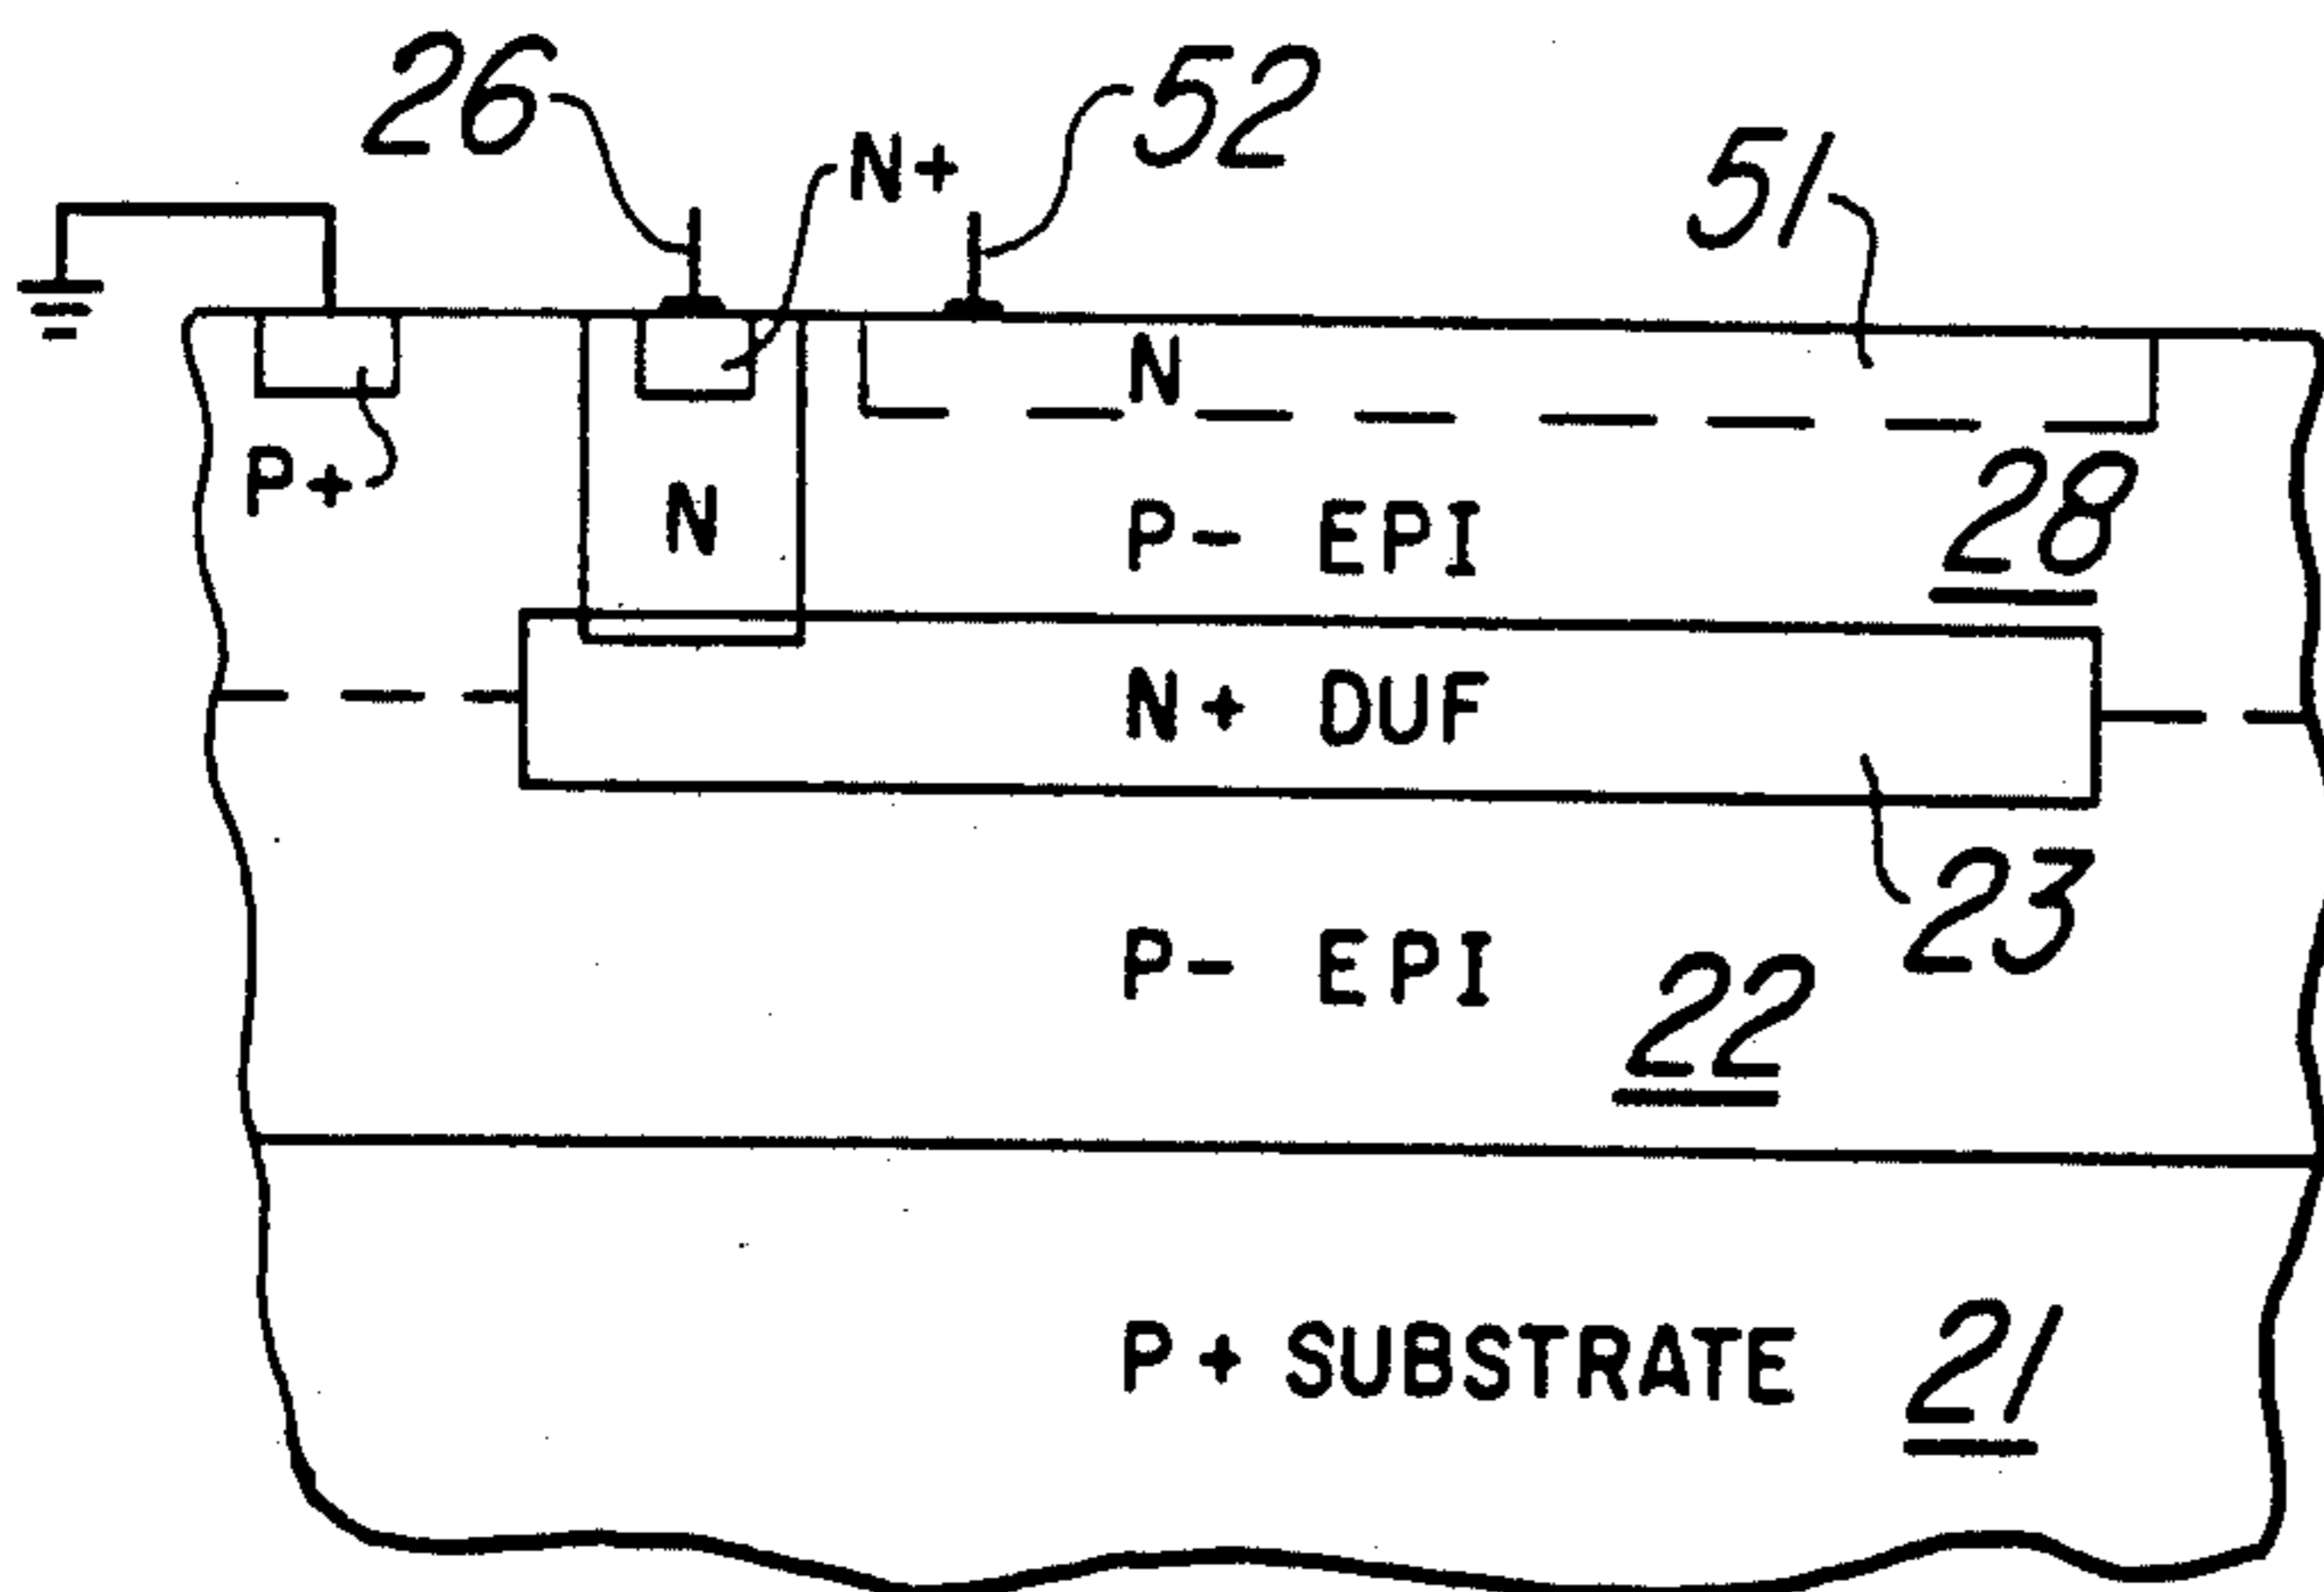 26
52
N+
51
N
P+
N
P- EPI
28
N+ DUF
23
P- EPI
22
P+ SUBSTRATE
21